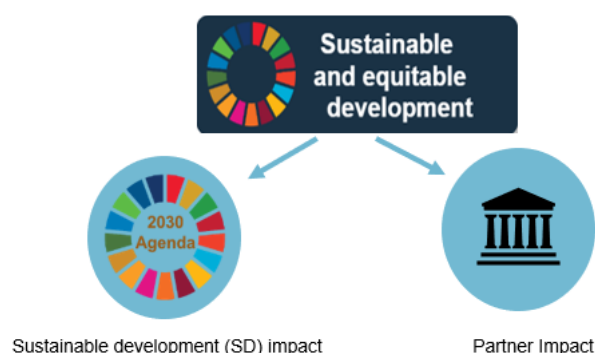 Sustainable
and equitable
development
2030
Agenda
Sustainable development (SD) impact
Partner Impact